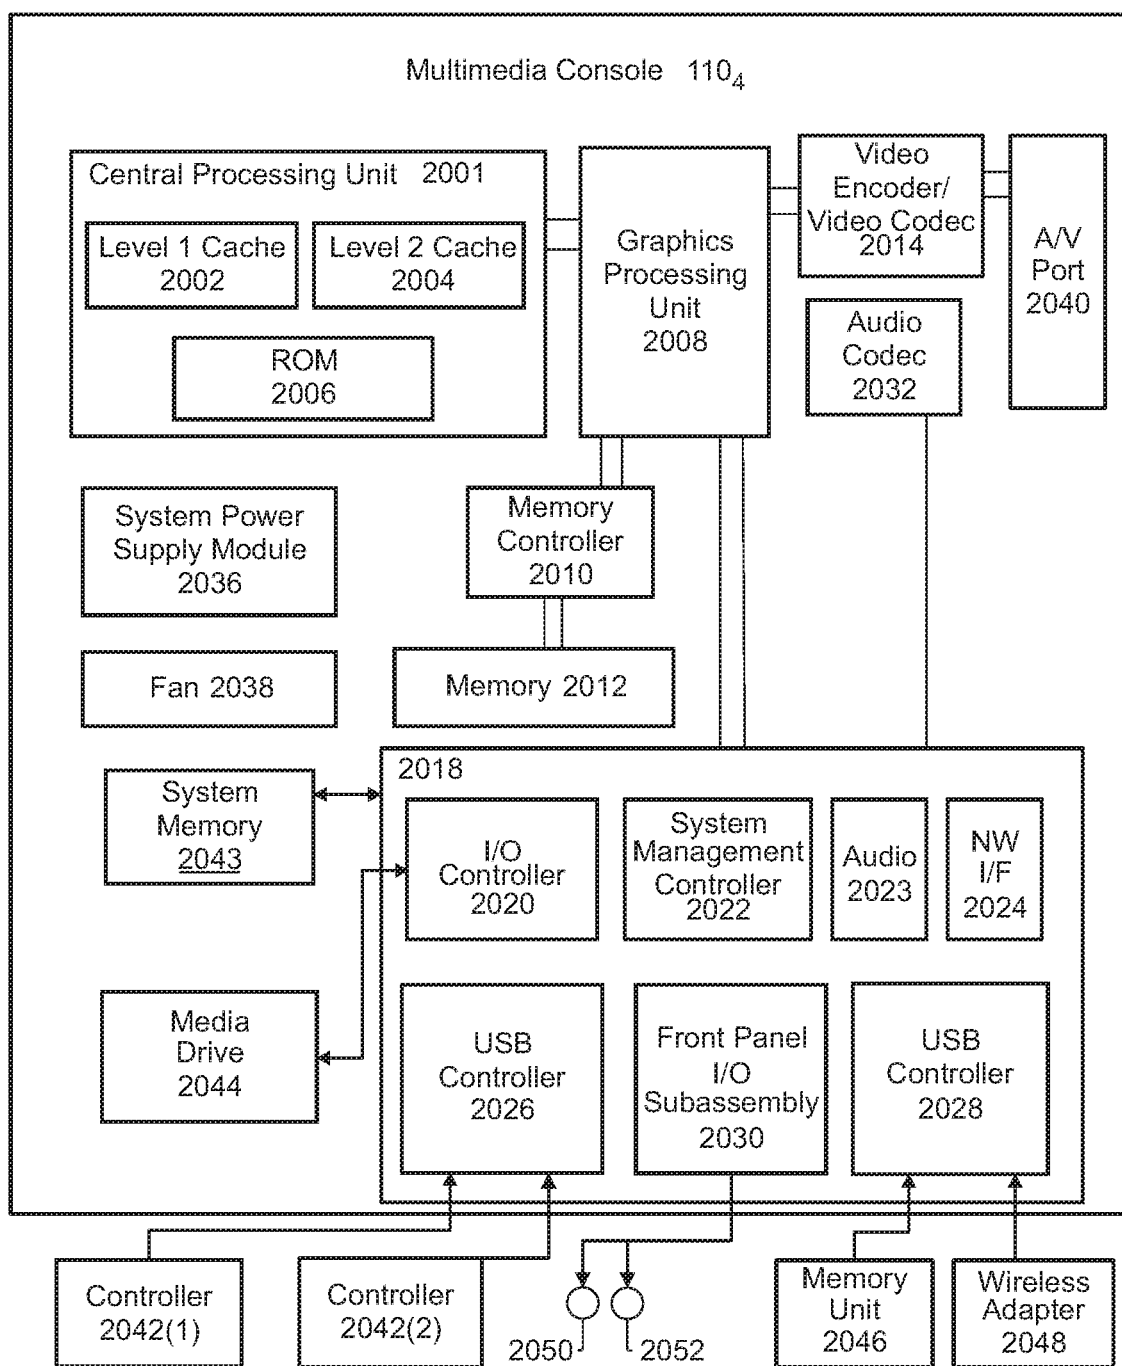 Multimedia Console 110₄
Central Processing Unit 2001
Level 1 Cache
2002
Level 2 Cache
2004
ROM
2006
Graphics
Processing
Unit
2008
Video
Encoder/
Video Codec
2014
A/V
Port
2040
Audio
Codec
2032
System Power
Supply Module
2036
Memory
Controller
2010
Fan 2038
Memory 2012
System
Memory
2043
2018
I/O
Controller
2020
System
Management
Controller
2022
Audio
2023
NW
I/F
2024
Media
Drive
2044
USB
Controller
2026
Front Panel
I/O
Subassembly
2030
USB
Controller
2028
Controller
2042(1)
Controller
2042(2)
2050
2052
Memory
Unit
2046
Wireless
Adapter
2048